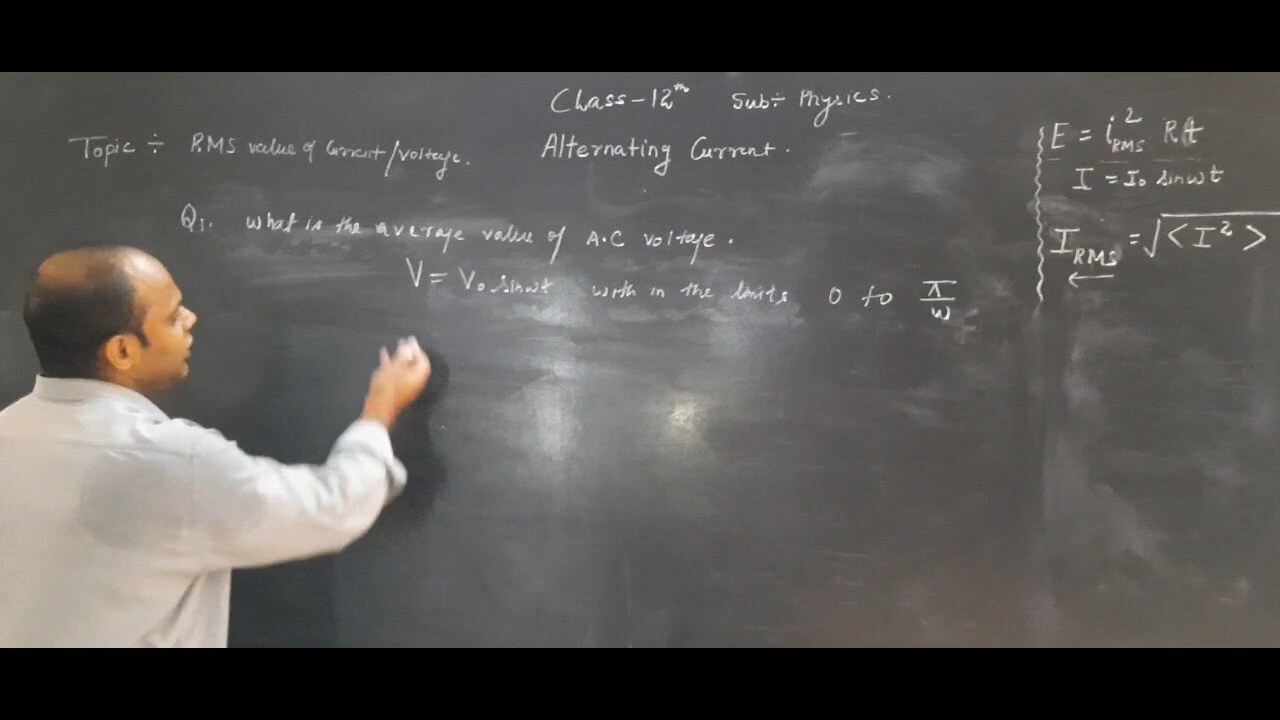 Class-12th Sub÷ Physics.
Topic ÷ RMS value of current/voltage. Alternating Current.
Q1. what is the average value of A.C voltage.
V = V0 sinωt with in the limits 0 to π/ω
E = i²RMS Rt
I = I0 sinωt
IRMS = √<I²>